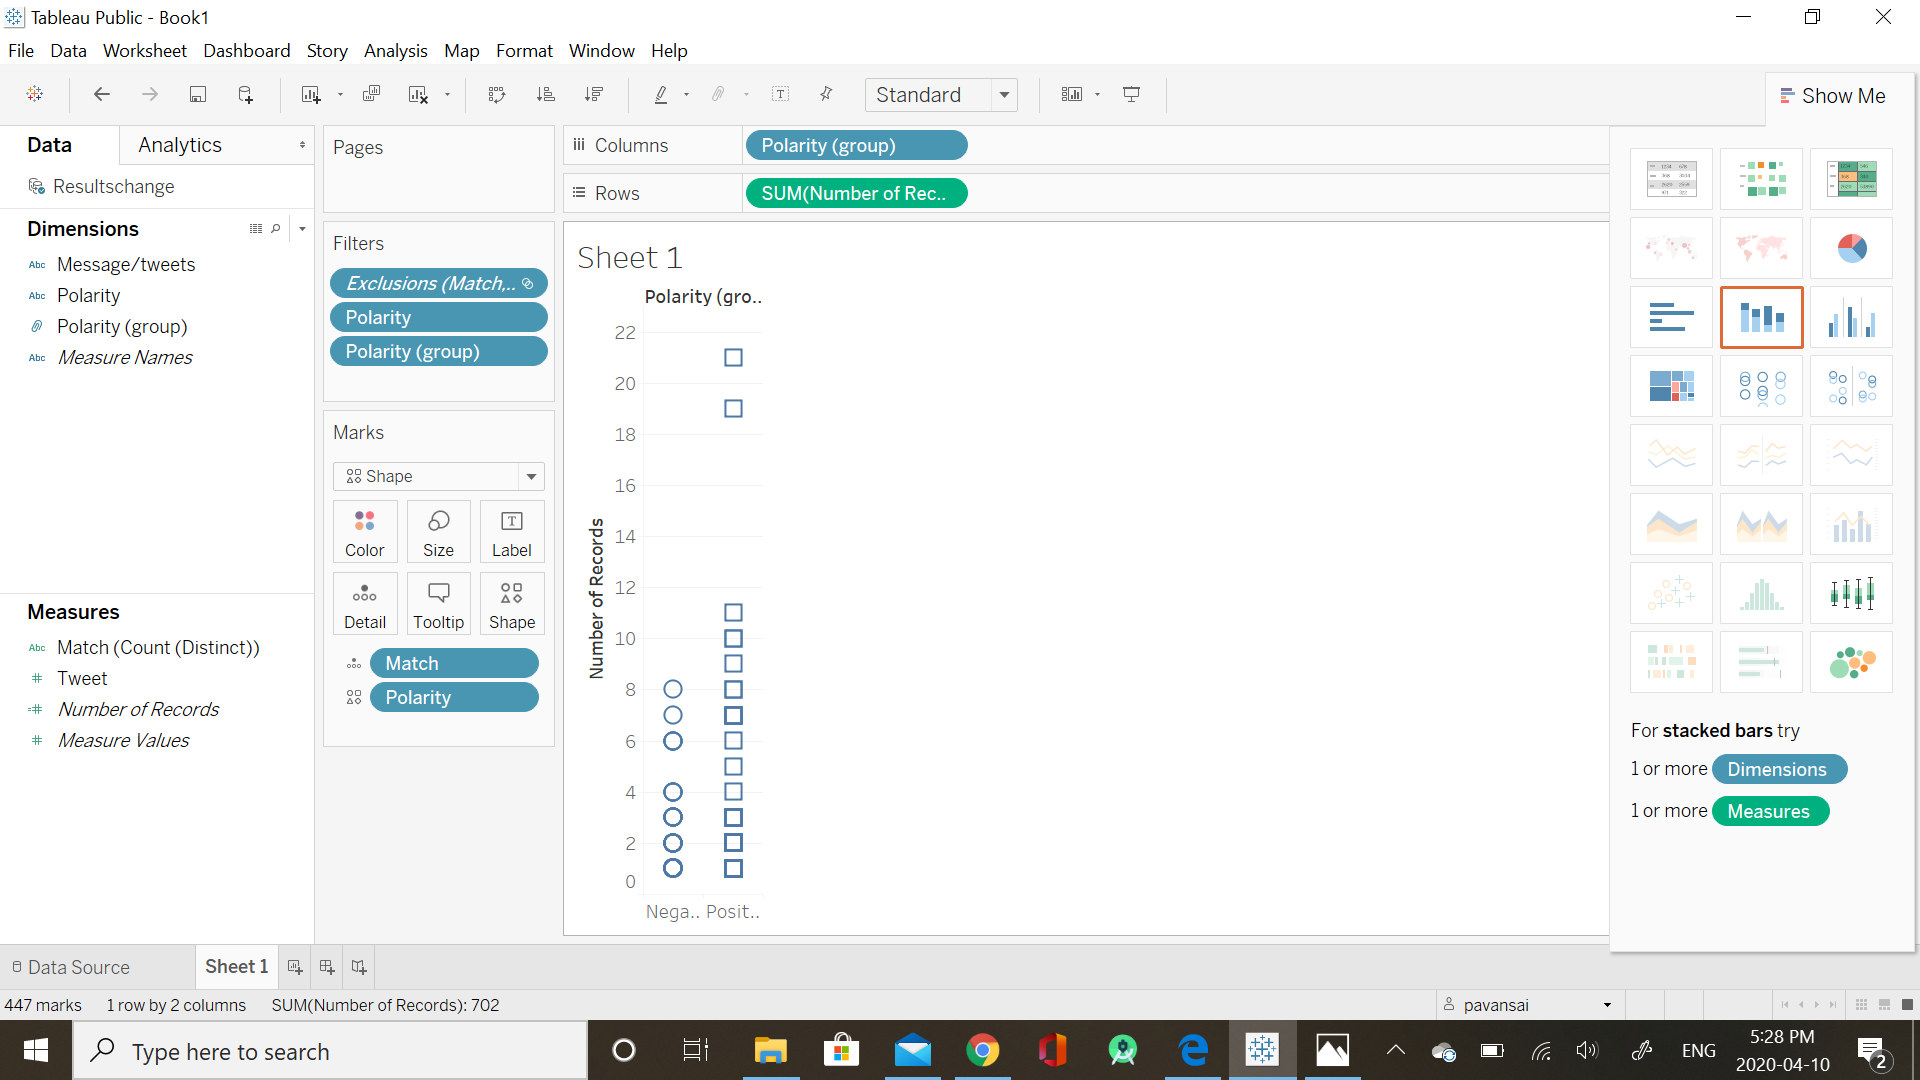 Tableau Public - Book1
File Data Worksheet Dashboard Story Analysis Map Format Window Help
Standard
Show Me
Data Analytics
Resultschange
Dimensions
Abc Message/tweets
Abc Polarity
Polarity (group)
Abc Measure Names
Measures
Abc Match (Count (Distinct))
# Tweet
=# Number of Records
# Measure Values
Pages
Filters
Exclusions (Match,..
Polarity
Polarity (group)
Marks
Shape
Color Size Label
Detail Tooltip Shape
Match
Polarity
Columns Polarity (group)
Rows SUM(Number of Rec..
Sheet 1
Polarity (gro..
22
20
18
16
14
12
10
8
6
4
2
0
Number of Records
Nega.. Posit..
For stacked bars try
1 or more Dimensions
1 or more Measures
Data Source Sheet 1
447 marks 1 row by 2 columns SUM(Number of Records): 702
pavansai
Type here to search
ENG
5:28 PM
2020-04-10
2